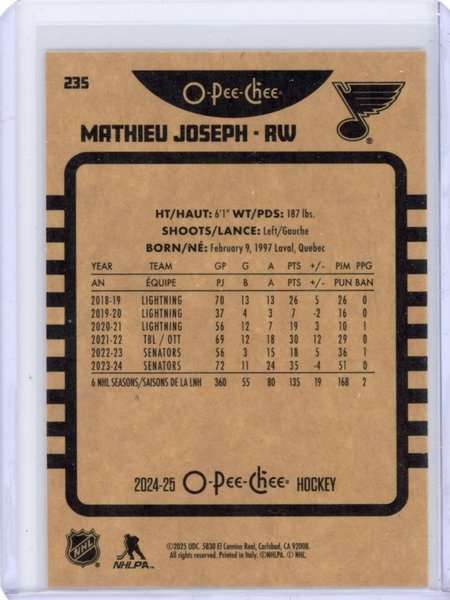 235
O-Pee-Chee®
MATHIEU JOSEPH - RW
®
HT/HAUT: 6'1" WT/PDS: 187 lbs.
SHOOTS/LANCE: Left/Gauche
BORN/NÉ: February 9, 1997 Laval, Quebec
YEAR TEAM GP G A PTS +/- PIM PPG
AN ÉQUIPE PJ B A PTS +/- PUN BAN
2018-19 LIGHTNING 70 13 13 26 5 26 0
2019-20 LIGHTNING 37 4 3 7 -2 16 0
2020-21 LIGHTNING 56 12 7 19 3 10 1
2021-22 TBL / OTT 69 12 18 30 12 29 0
2022-23 SENATORS 56 3 15 18 5 36 1
2023-24 SENATORS 72 11 24 35 -4 51 0
6 NHL SEASONS/SAISONS DE LA LNH 360 55 80 135 19 168 2
2024-25 O-Pee-Chee® HOCKEY
NHL
NHLPA
©2025 UDC. 5830 El Camino Real, Carlsbad, CA 92008.
All rights reserved. Printed in Italy. ©NHLPA. © NHL.